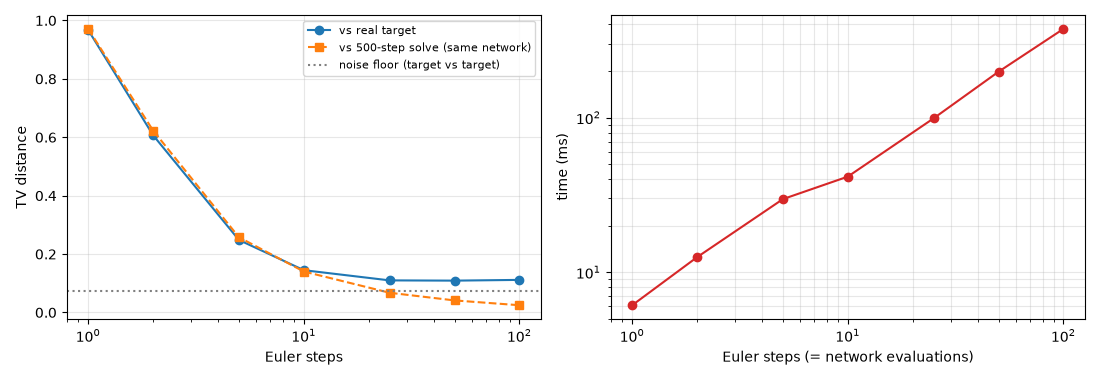 TV distance
1.0
0.8
0.6
0.4
0.2
0.0
vs real target
vs 500-step solve (same network)
noise floor (target vs target)
10⁰
10¹
10²
Euler steps
time (ms)
10²
10¹
10⁰
10¹
10²
Euler steps (= network evaluations)